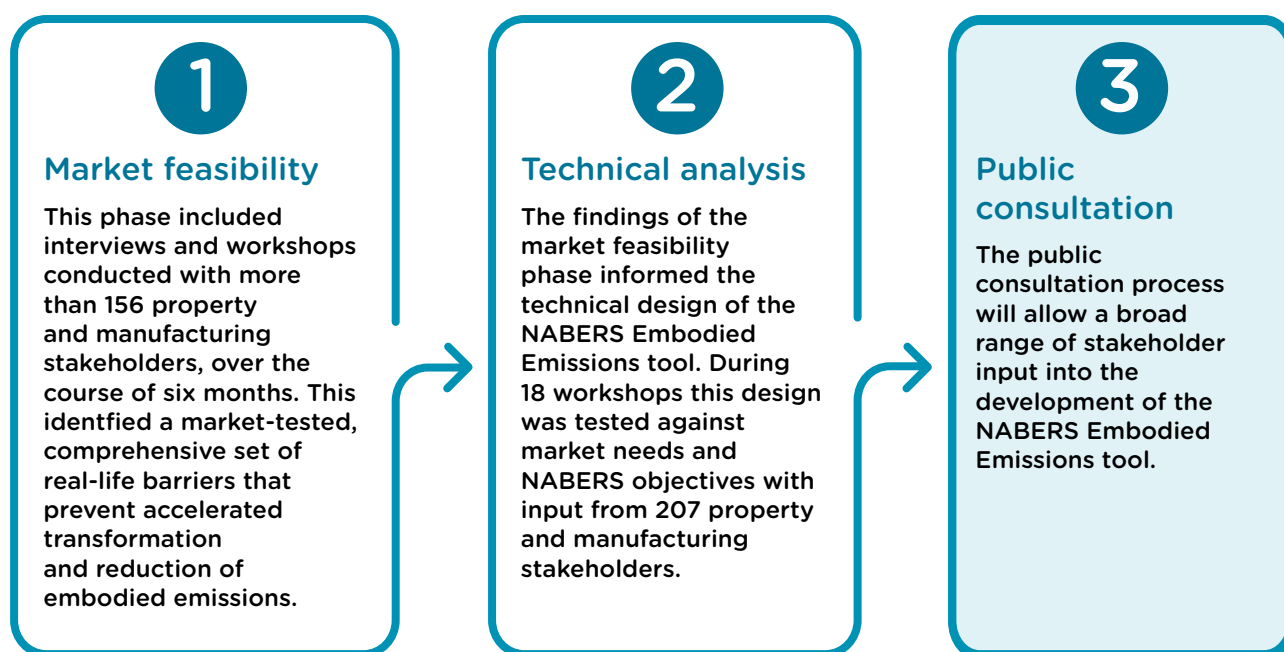 1
Market feasibility
This phase included
interviews and workshops
conducted with more
than 156 property
and manufacturing
stakeholders, over the
course of six months. This
identfied a market-tested,
comprehensive set of
real-life barriers that
prevent accelerated
transformation
and reduction of
embodied emissions.
2
Technical analysis
The findings of the
market feasibility
phase informed the
technical design of the
NABERS Embodied
Emissions tool. During
18 workshops this design
was tested against
market needs and
NABERS objectives with
input from 207 property
and manufacturing
stakeholders.
3
Public
consultation
The public
consultation process
will allow a broad
range of stakeholder
input into the
development of the
NABERS Embodied
Emissions tool.